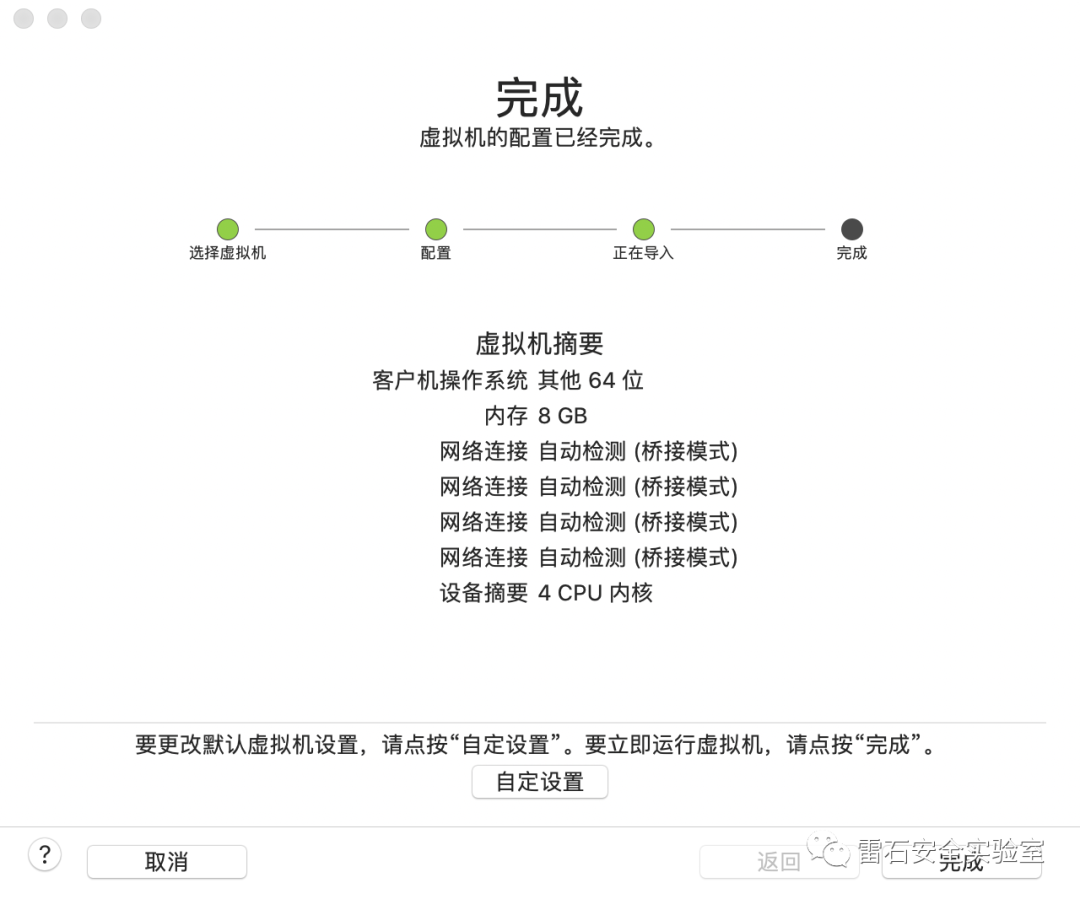 完成
虚拟机的配置已经完成。
选择虚拟机 配置 正在导入 完成
虚拟机摘要
客户机操作系统 其他 64 位
内存 8 GB
网络连接 自动检测 (桥接模式)
网络连接 自动检测 (桥接模式)
网络连接 自动检测 (桥接模式)
网络连接 自动检测 (桥接模式)
设备摘要 4 CPU 内核
要更改默认虚拟机设置，请点按“自定设置”。要立即运行虚拟机，请点按“完成”。
自定设置
? 取消 返回 完成
雷石安全实验室